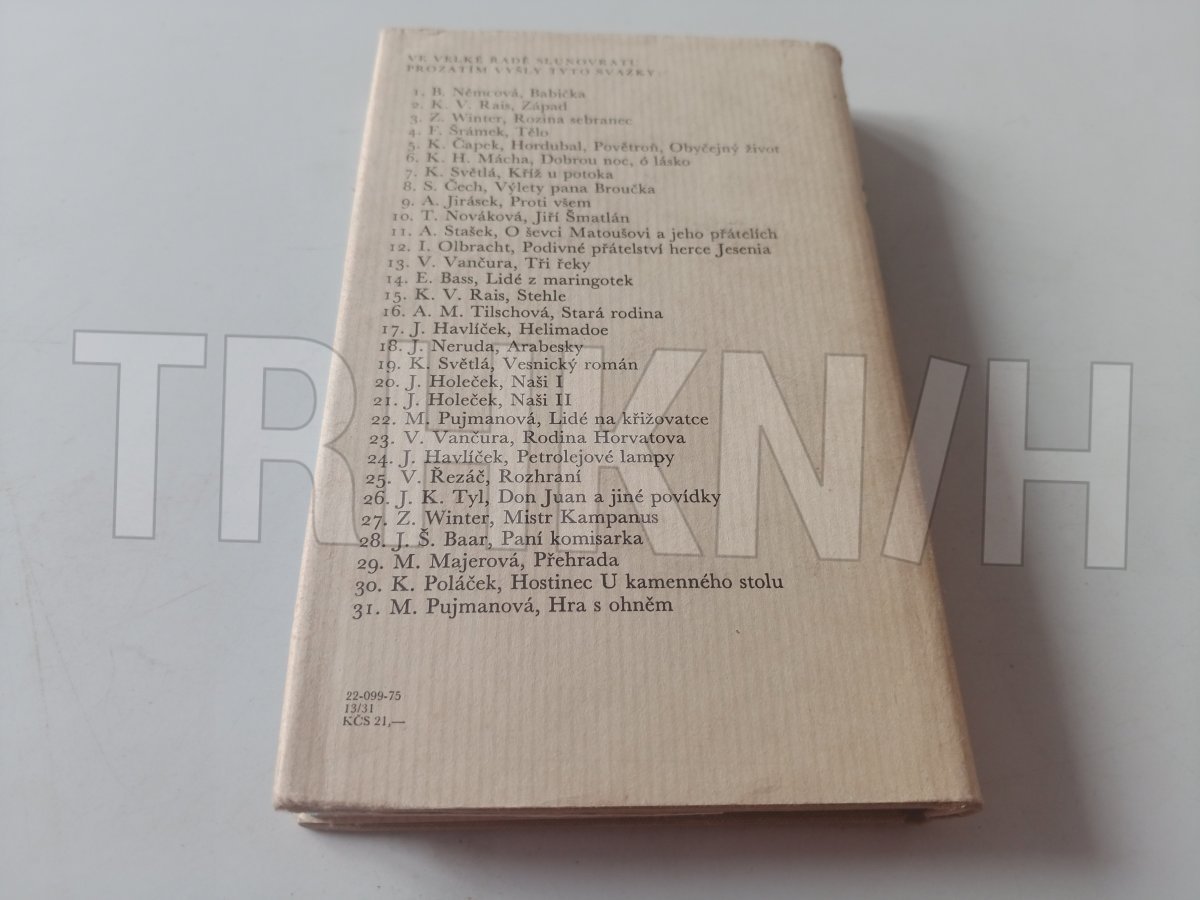 VE VELKÉ ŘADĚ SLUNOVRATU
PROZATÍM VYŠLY TYTO SVAZKY:
1. B. Němcová, Babička
2. K. V. Rais, Západ
3. Z. Winter, Rozina sebranec
4. F. Šrámek, Tělo
5. K. Čapek, Hordubal, Povětroň, Obyčejný život
6. K. H. Mácha, Dobrou noc, ó lásko
7. K. Světlá, Kříž u potoka
8. S. Čech, Výlety pana Broučka
9. A. Jirásek, Proti všem
10. T. Nováková, Jiří Šmatlán
11. A. Stašek, O ševci Matoušovi a jeho přátelích
12. I. Olbracht, Podivné přátelství herce Jesenia
13. V. Vančura, Tři řeky
14. E. Bass, Lidé z maringotek
15. K. V. Rais, Stehle
16. A. M. Tilschová, Stará rodina
17. J. Havlíček, Helimadoe
18. J. Neruda, Arabesky
19. K. Světlá, Vesnický román
20. J. Holeček, Naši I
21. J. Holeček, Naši II
22. M. Pujmanová, Lidé na křižovatce
23. V. Vančura, Rodina Horvatova
24. J. Havlíček, Petrolejové lampy
25. V. Řezáč, Rozhraní
26. J. K. Tyl, Don Juan a jiné povídky
27. Z. Winter, Mistr Kampanus
28. J. Š. Baar, Paní komisarka
29. M. Majerová, Přehrada
30. K. Poláček, Hostinec U kamenného stolu
31. M. Pujmanová, Hra s ohněm
22-099-75
13/31
KČS 21,—